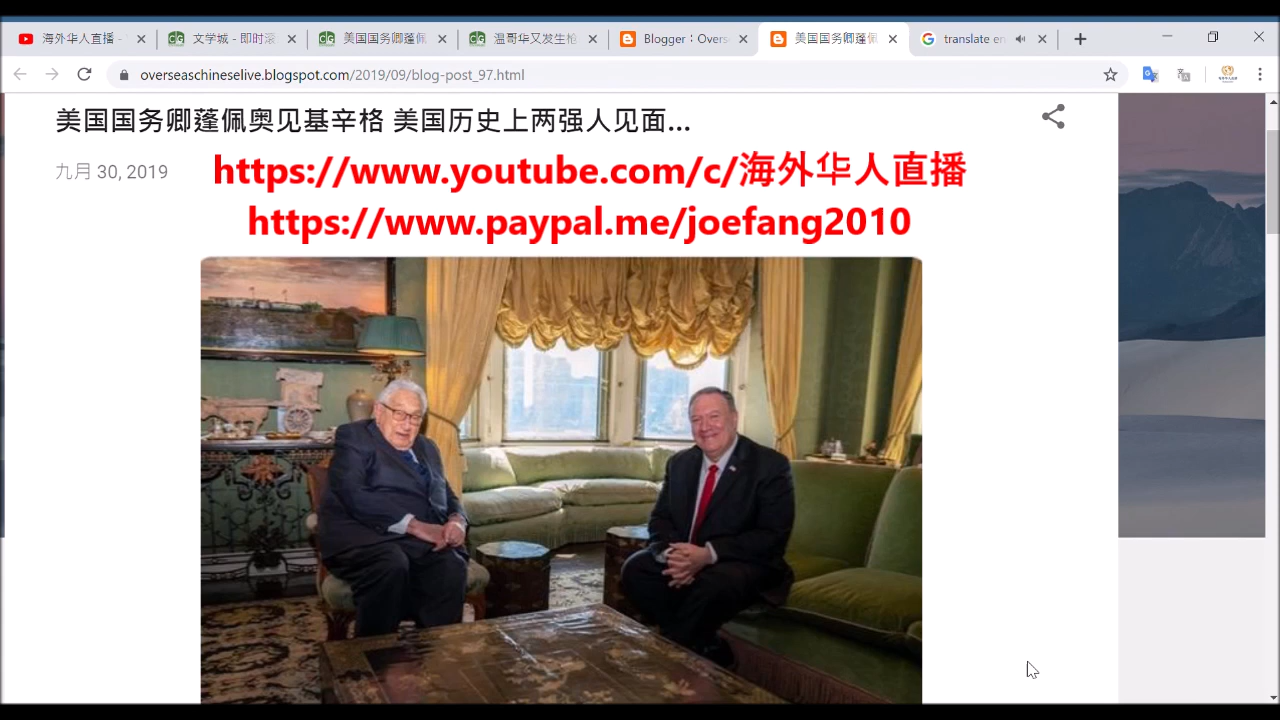 海外华人直播 -
文学城 - 即时滚
美国国务卿蓬佩
温哥华又发生枪
Blogger：Overs
美国国务卿蓬佩
translate en
overseaschineselive.blogspot.com/2019/09/blog-post_97.html
美国国务卿蓬佩奥见基辛格 美国历史上两强人见面...
九月 30, 2019
https://www.youtube.com/c/海外华人直播
https://www.paypal.me/joefang2010